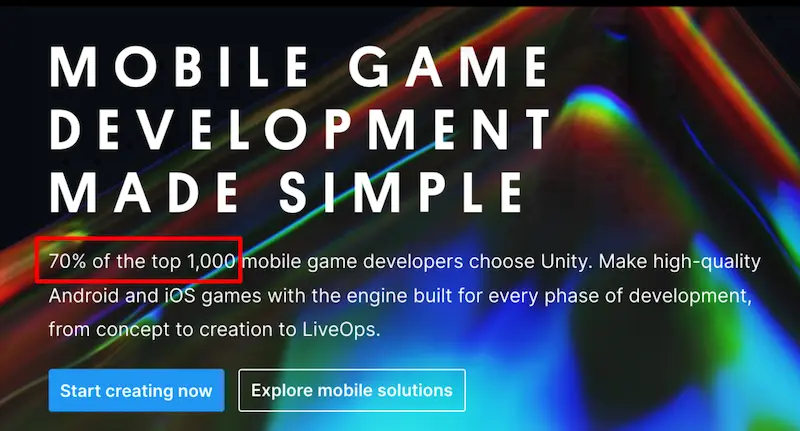 MOBILE GAME
DEVELOPMENT
MADE SIMPLE
70% of the top 1,000 mobile game developers choose Unity. Make high-quality
Android and iOS games with the engine built for every phase of development,
from concept to creation to LiveOps.
Start creating now
Explore mobile solutions